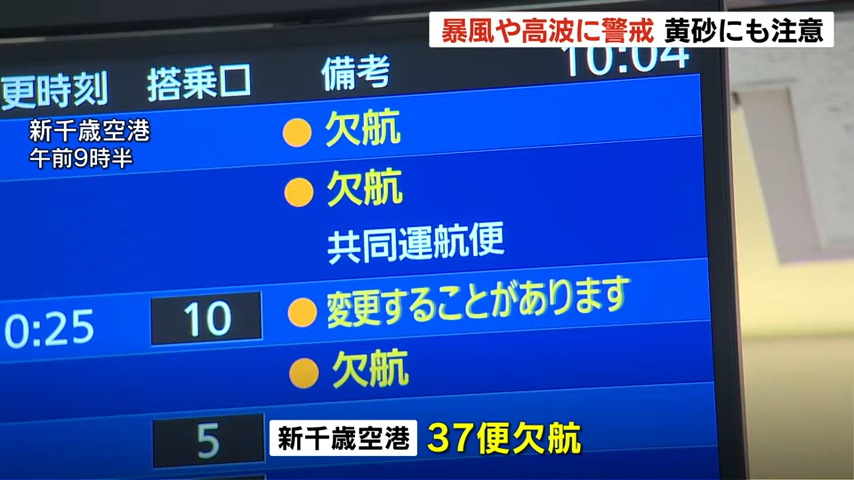 暴風や高波に警戒 黄砂にも注意
更時刻 搭乗口 備考 10:04
新千歳空港
午前9時半
欠航
欠航
共同運航便
0:25 10 変更することがあります
欠航
5
新千歳空港 37便欠航